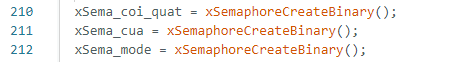 210 xSema_coi_quat = xSemaphoreCreateBinary();
211 xSema_cua = xSemaphoreCreateBinary();
212 xSema_mode = xSemaphoreCreateBinary();